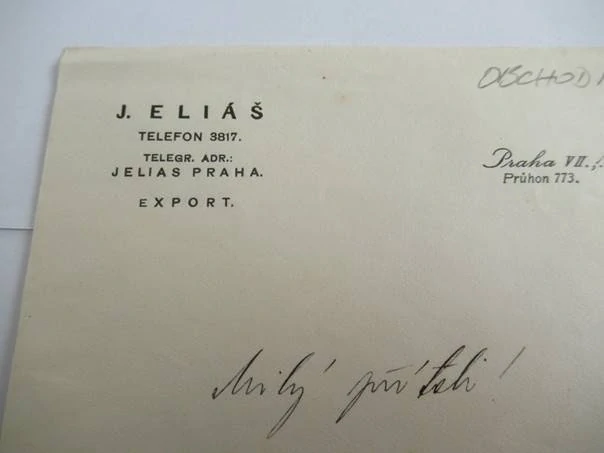 OBCHOD
J. ELIÁŠ
TELEFON 3817.
TELEGR. ADR.:
JELIAS PRAHA.
EXPORT.
Praha VII.,
Průhon 773.
Milý příteli!